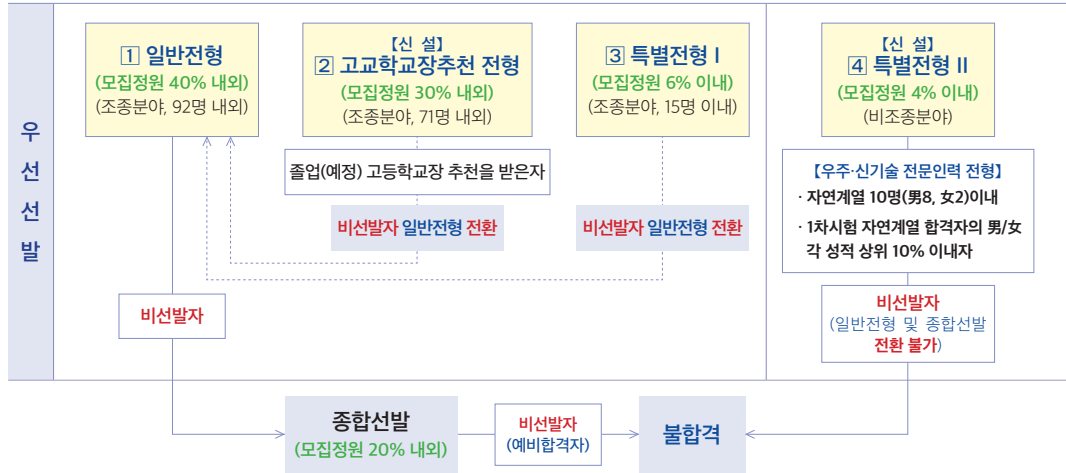 우선선발
1 일반전형
(모집정원 40% 내외)
(조종분야, 92명 내외)
【신 설】
2 고교학교장추천 전형
(모집정원 30% 내외)
(조종분야, 71명 내외)
3 특별전형 I
(모집정원 6% 이내)
(조종분야, 15명 이내)
【신 설】
4 특별전형 II
(모집정원 4% 이내)
(비조종분야)
졸업(예정) 고등학교장 추천을 받은자
비선발자 일반전형 전환
비선발자 일반전형 전환
【우주·신기술 전문인력 전형】
· 자연계열 10명(男8, 女2)이내
· 1차시험 자연계열 합격자의 男/女
각 성적 상위 10% 이내자
비선발자
비선발자
(일반전형 및 종합선발
전환 불가)
종합선발
(모집정원 20% 내외)
비선발자
(예비합격자)
불합격